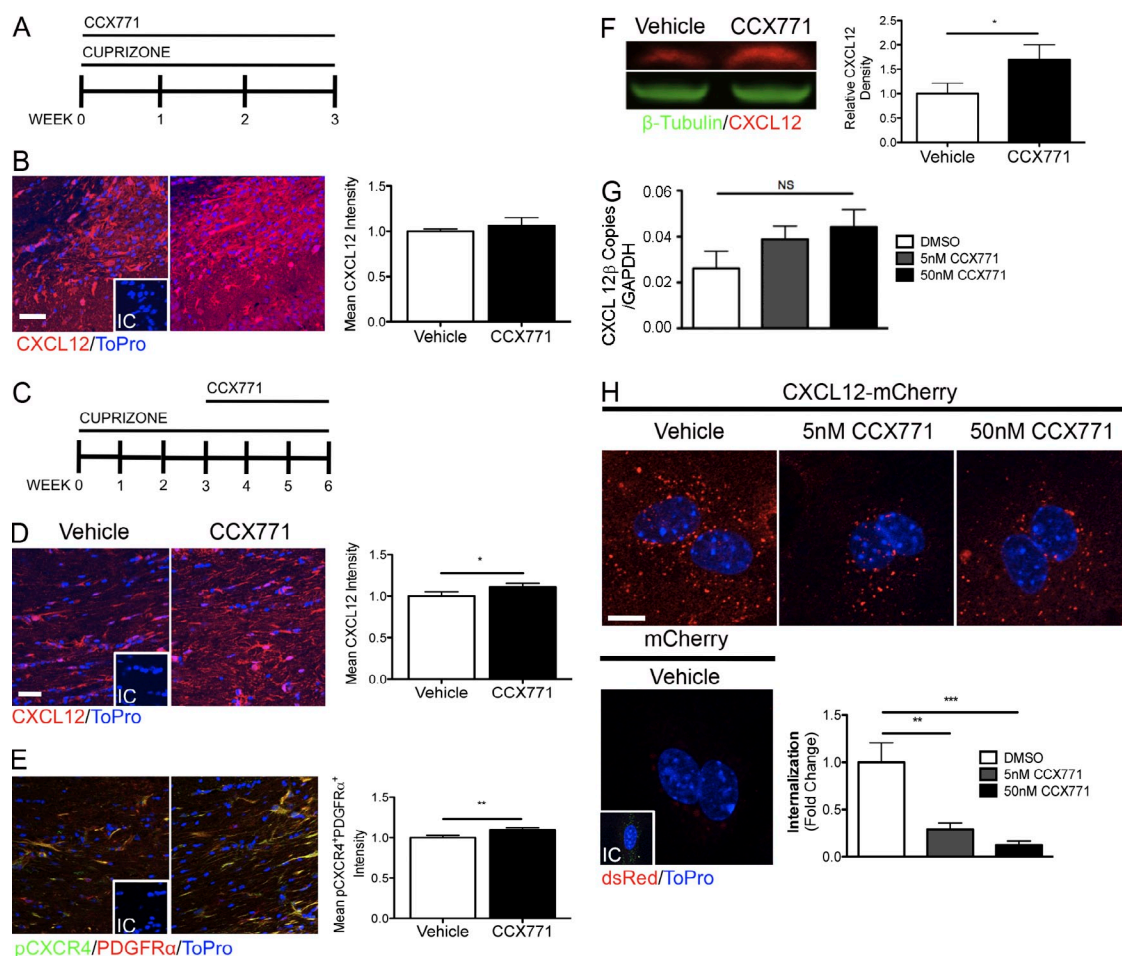 A
CCX771
CUPRIZONE
WEEK 0 1 2 3
B
IC
CXCL12/ToPro
Mean CXCL12 Intensity
1.5
1.0
0.5
0.0
Vehicle CCX771
C
CCX771
CUPRIZONE
WEEK 0 1 2 3 4 5 6
D
Vehicle CCX771
IC
CXCL12/ToPro
Mean CXCL12 Intensity
1.5
1.0
0.5
0.0
*
Vehicle CCX771
E
IC
pCXCR4/PDGFRα/ToPro
Mean pCXCR4⁺PDGFRα⁺
Intensity
1.5
1.0
0.5
0.0
**
Vehicle CCX771
F
Vehicle CCX771
β-Tubulin/CXCL12
Relative CXCL12
Density
2.5
2.0
1.5
1.0
0.5
0.0
*
Vehicle CCX771
G
CXCL 12β Copies
/GAPDH
0.06
0.04
0.02
0.00
NS
DMSO
5nM CCX771
50nM CCX771
H
CXCL12-mCherry
Vehicle 5nM CCX771 50nM CCX771
mCherry
Vehicle
IC
dsRed/ToPro
Internalization
(Fold Change)
1.5
1.0
0.5
0.0
***
**
DMSO
5nM CCX771
50nM CCX771